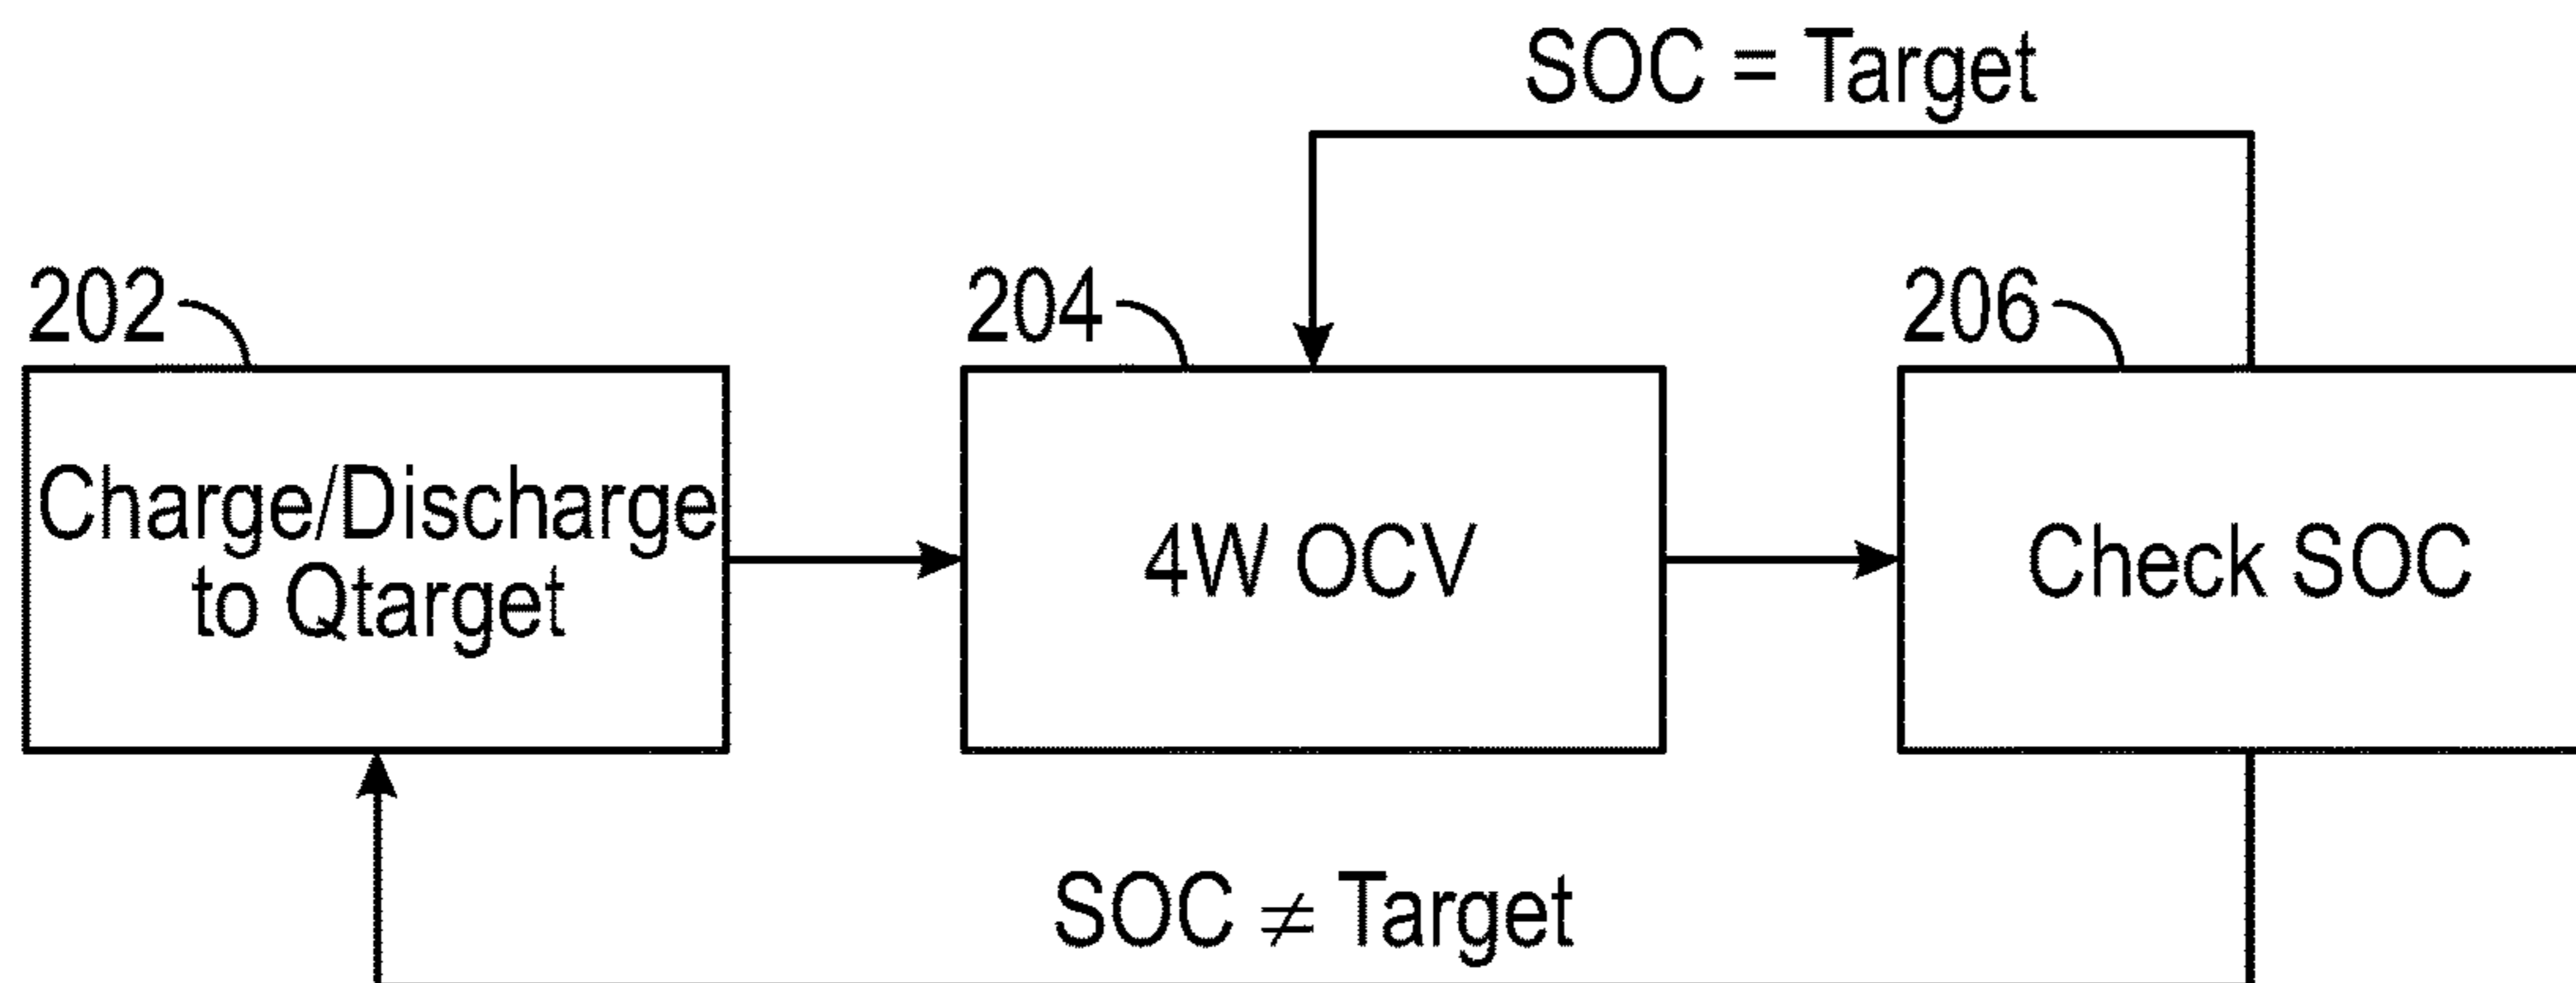 SOC = Target
202
204
206
Charge/Discharge
to Qtarget
4W OCV
Check SOC
SOC ≠ Target